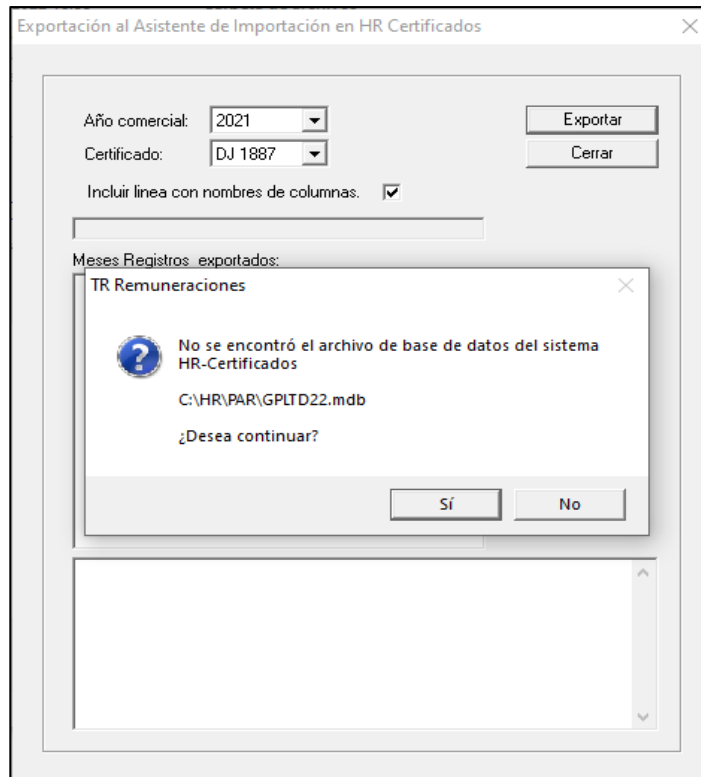 Exportación al Asistente de Importación en HR Certificados
Año comercial: 2021 Exportar
Certificado: DJ 1887 Cerrar
Incluir linea con nombres de columnas.
Meses Registros exportados:
TR Remuneraciones
No se encontró el archivo de base de datos del sistema
HR-Certificados
C:\HR\PAR\GPLTD22.mdb
¿Desea continuar?
Sí No